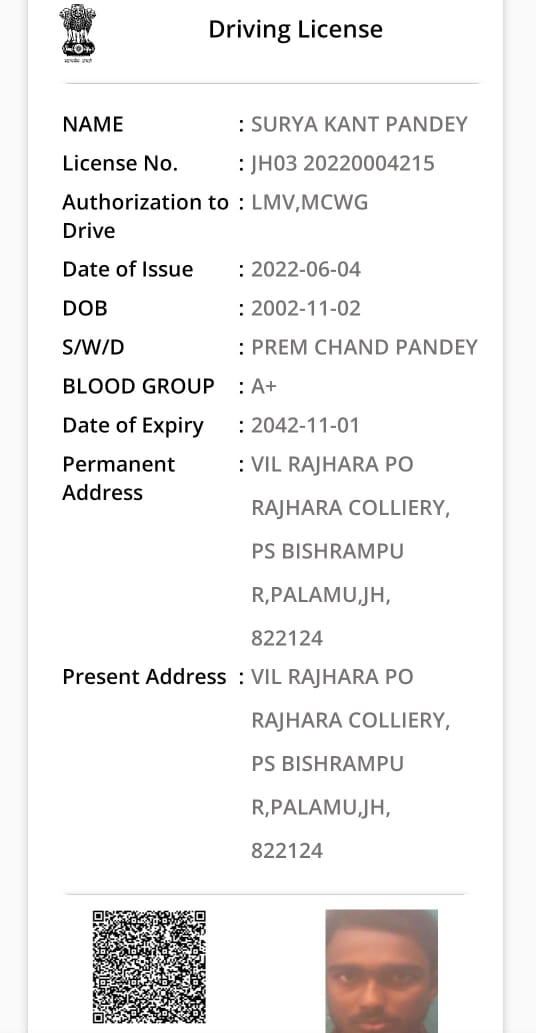 Driving License
NAME : SURYA KANT PANDEY
License No. : JH03 20220004215
Authorization to : LMV,MCWG
Drive
Date of Issue : 2022-06-04
DOB : 2002-11-02
S/W/D : PREM CHAND PANDEY
BLOOD GROUP : A+
Date of Expiry : 2042-11-01
Permanent : VIL RAJHARA PO
Address
RAJHARA COLLIERY,
PS BISHRAMPU
R,PALAMU,JH,
822124
Present Address : VIL RAJHARA PO
RAJHARA COLLIERY,
PS BISHRAMPU
R,PALAMU,JH,
822124